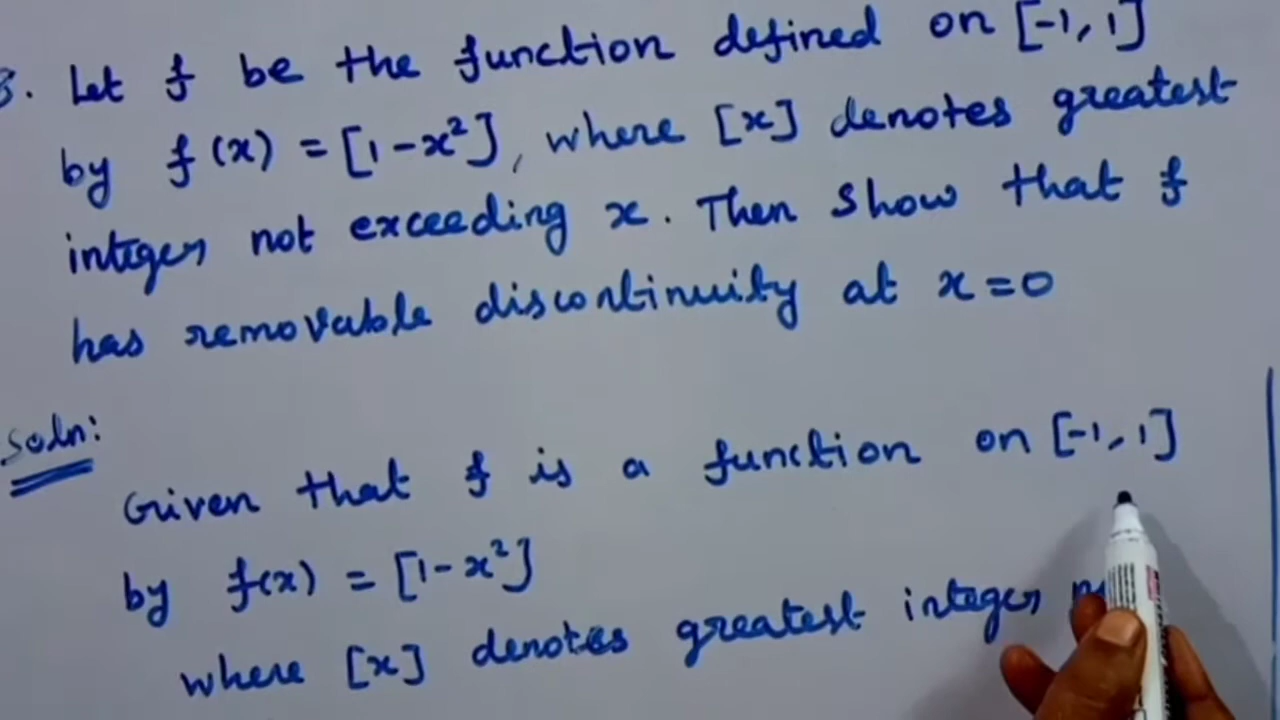 3. Let f be the function defined on [-1, 1]
by f(x) = [1-x²], where [x] denotes greatest
integer not exceeding x. Then show that f
has removable discontinuity at x=0
Soln:
Given that f is a function on [-1, 1]
by f(x) = [1-x²]
where [x] denotes greatest integer